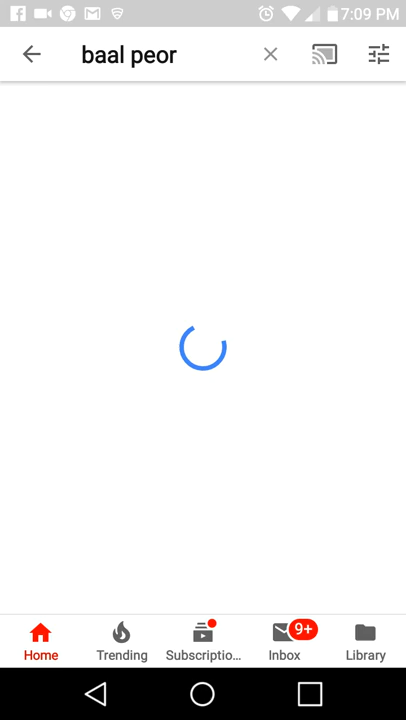 7:09 PM
baal peor
9+
Home
Trending
Subscriptio...
Inbox
Library